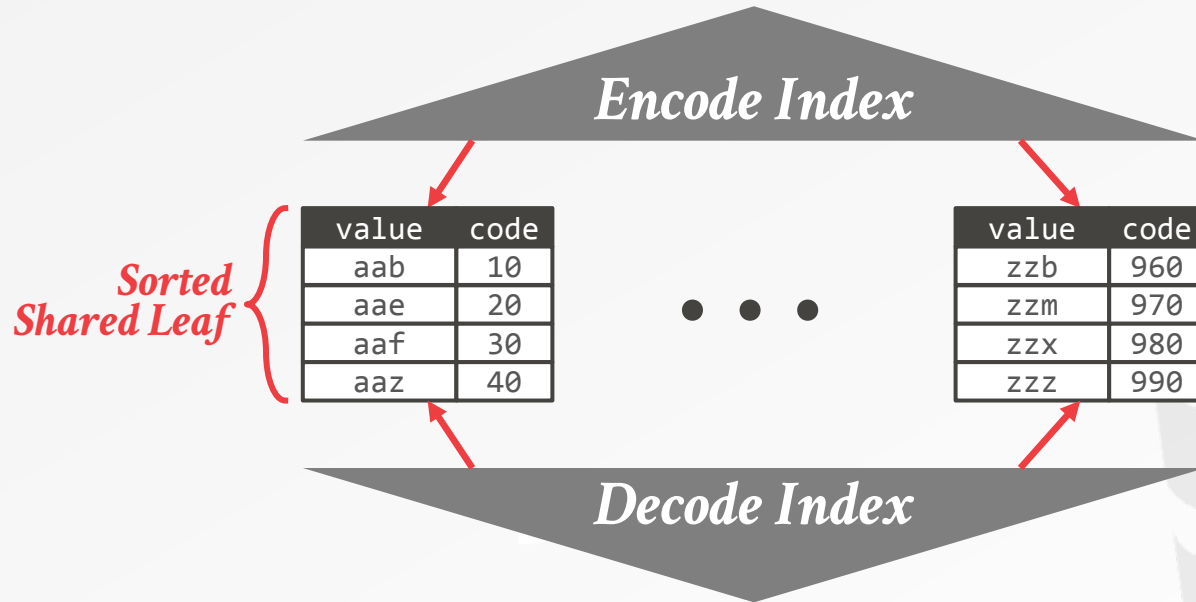 Encode Index
value code
aab 10
aae 20
aaf 30
aaz 40
Sorted
Shared Leaf
value code
zzb 960
zzm 970
zzx 980
zzz 990
Decode Index